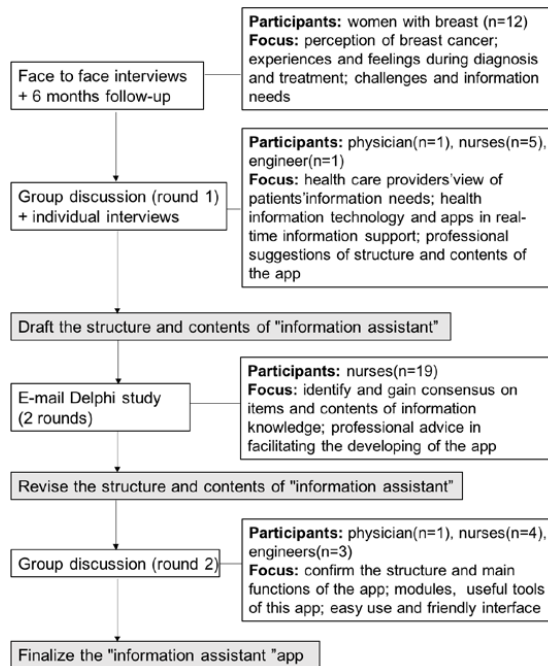 Participants: women with breast (n=12)
Focus: perception of breast cancer;
experiences and feelings during diagnosis
and treatment; challenges and information
needs
Face to face interviews
+ 6 months follow-up
Participants: physician(n=1), nurses(n=5),
engineer(n=1)
Focus: health care providers'view of
patients'information needs; health
information technology and apps in real-
time information support; professional
suggestions of structure and contents of
the app
Group discussion (round 1)
+ individual interviews
Draft the structure and contents of "information assistant"
Participants: nurses(n=19)
Focus: identify and gain consensus on
items and contents of information
knowledge; professional advice in
facilitating the developing of the app
E-mail Delphi study
(2 rounds)
Revise the structure and contents of "information assistant"
Participants: physician(n=1), nurses(n=4),
engineers(n=3)
Focus: confirm the structure and main
functions of the app; modules, useful tools
of this app; easy use and friendly interface
Group discussion (round 2)
Finalize the "information assistant "app